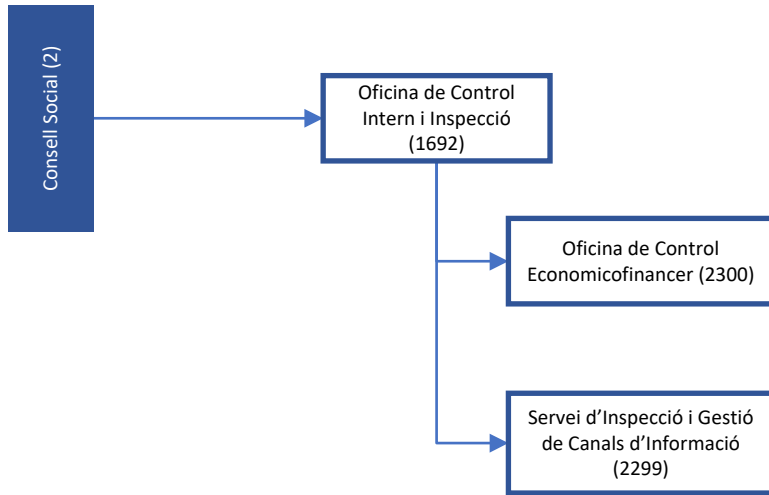 Consell Social (2)
Oficina de Control
Intern i Inspecció
(1692)
Oficina de Control
Economicofinancer (2300)
Servei d’Inspecció i Gestió
de Canals d’Informació
(2299)